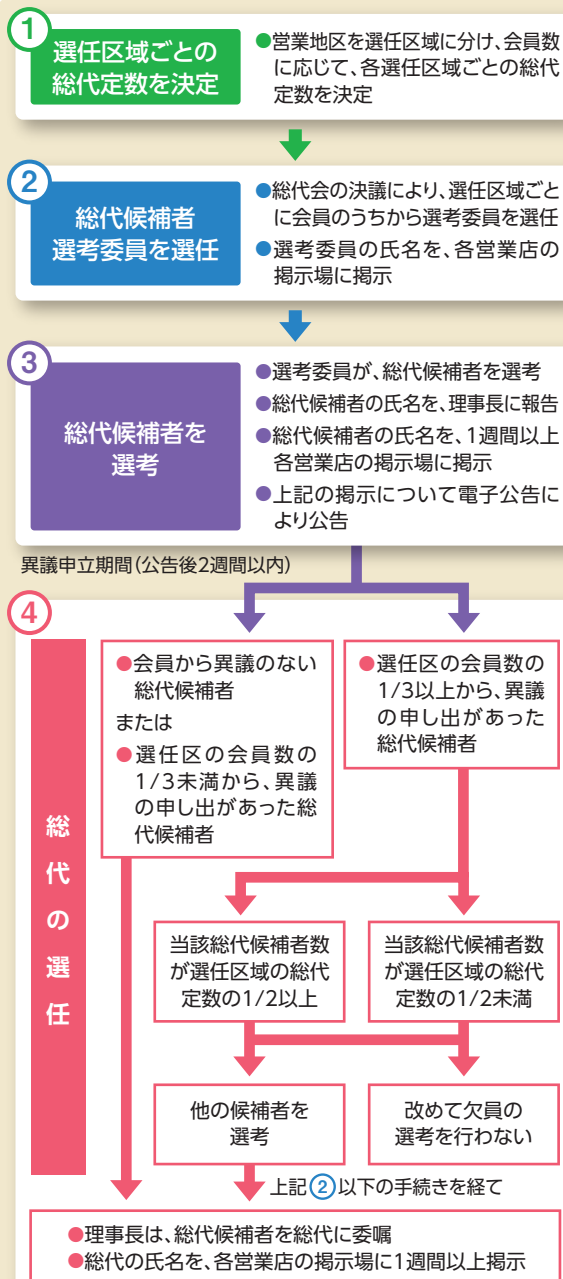 1
選任区域ごとの
総代定数を決定
●営業地区を選任区域に分け、会員数
に応じて、各選任区域ごとの総代
定数を決定
2
総代候補者
選考委員を選任
●総代会の決議により、選任区域ごと
に会員のうちから選考委員を選任
●選考委員の氏名を、各営業店の
掲示場に掲示
3
総代候補者を
選考
●選考委員が、総代候補者を選考
●総代候補者の氏名を、理事長に報告
●総代候補者の氏名を、1週間以上
各営業店の掲示場に掲示
●上記の掲示について電子公告に
より公告
異議申立期間(公告後2週間以内)
4
総代の選任
●会員から異議のない
総代候補者
または
●選任区の会員数の
1/3未満から、異議
の申し出があった総
代候補者
●選任区の会員数の
1/3以上から、異議
の申し出があった
総代候補者
当該総代候補者数
が選任区域の総代
定数の1/2以上
当該総代候補者数
が選任区域の総代
定数の1/2未満
他の候補者を
選考
改めて欠員の
選考を行わない
上記②以下の手続きを経て
●理事長は、総代候補者を総代に委嘱
●総代の氏名を、各営業店の掲示場に1週間以上掲示